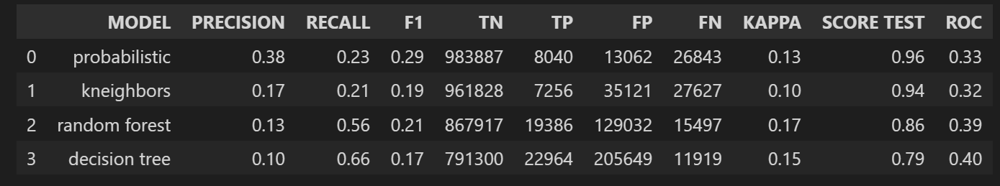 MODEL PRECISION RECALL F1 TN TP FP FN KAPPA SCORE TEST ROC
0 probabilistic 0.38 0.23 0.29 983887 8040 13062 26843 0.13 0.96 0.33
1 kneighbors 0.17 0.21 0.19 961828 7256 35121 27627 0.10 0.94 0.32
2 random forest 0.13 0.56 0.21 867917 19386 129032 15497 0.17 0.86 0.39
3 decision tree 0.10 0.66 0.17 791300 22964 205649 11919 0.15 0.79 0.40